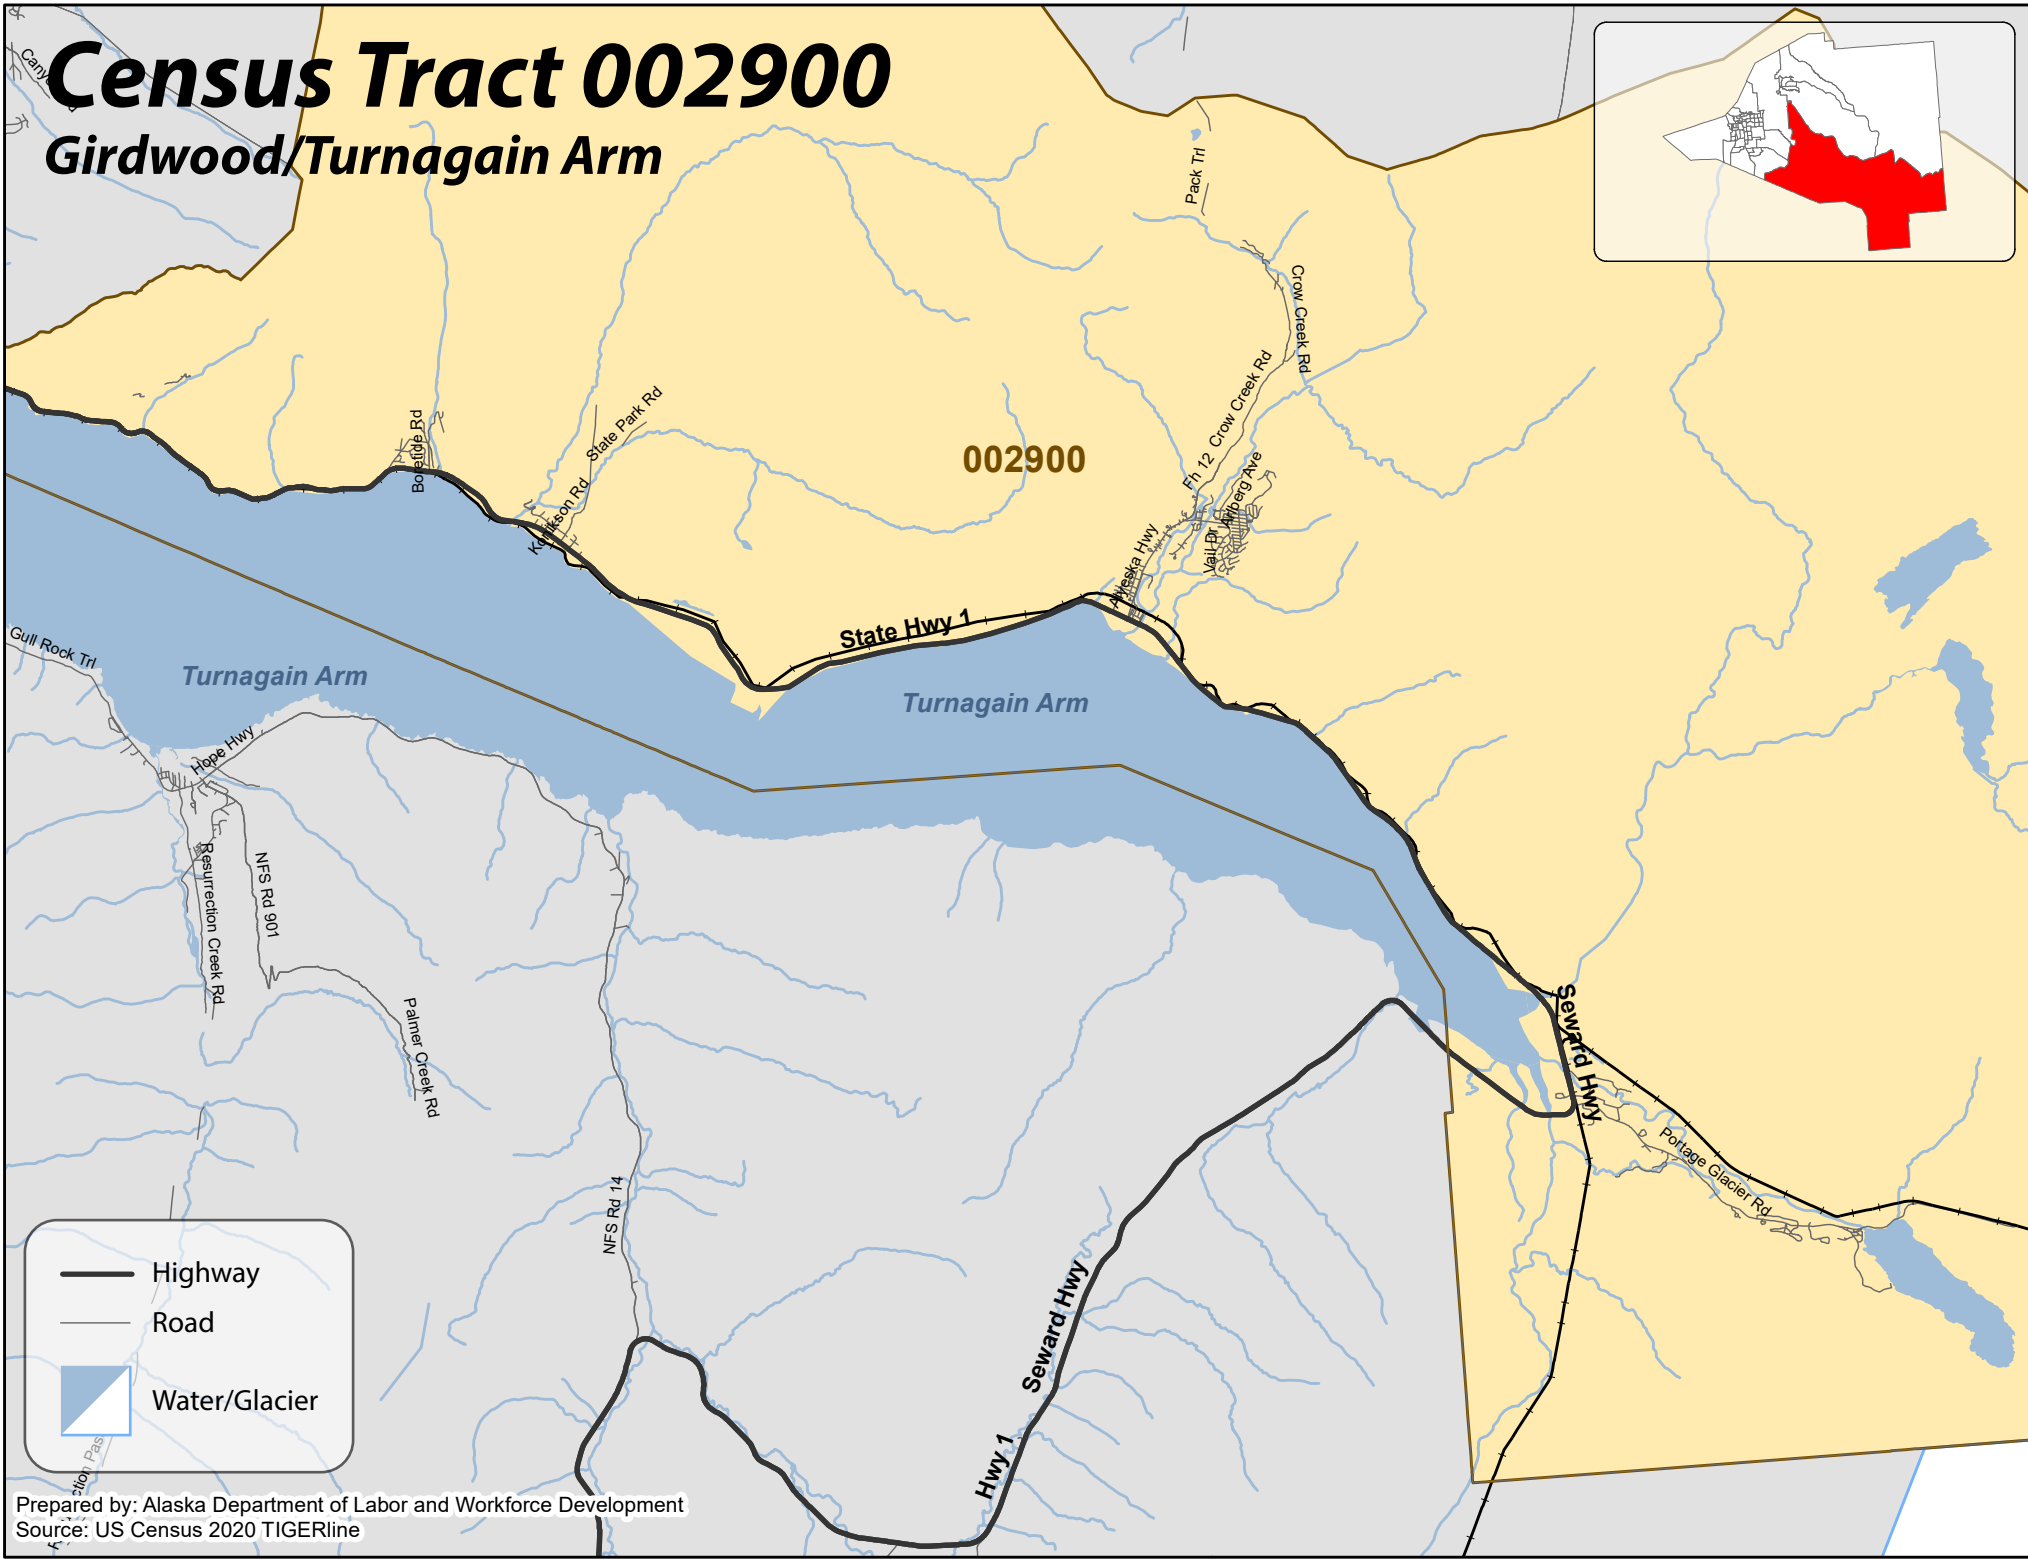 Census Tract 002900
Girdwood/Turnagain Arm
Pack Trl
Crow Creek Rd
Fh 12 Crow Creek Rd
Arlberg Ave
Vail Dr
Alyeska Hwy
Boretide Rd
State Park Rd
002900
State Hwy 1
Gull Rock Trl
Turnagain Arm
Turnagain Arm
Hope Hwy
Resurrection Creek Rd
NFS Rd 901
Palmer Creek Rd
NFS Rd 14
Seward Hwy
Portage Glacier Rd
Seward Hwy
Hwy 1
Highway
Road
Water/Glacier
Prepared by: Alaska Department of Labor and Workforce Development
Source: US Census 2020 TIGERline